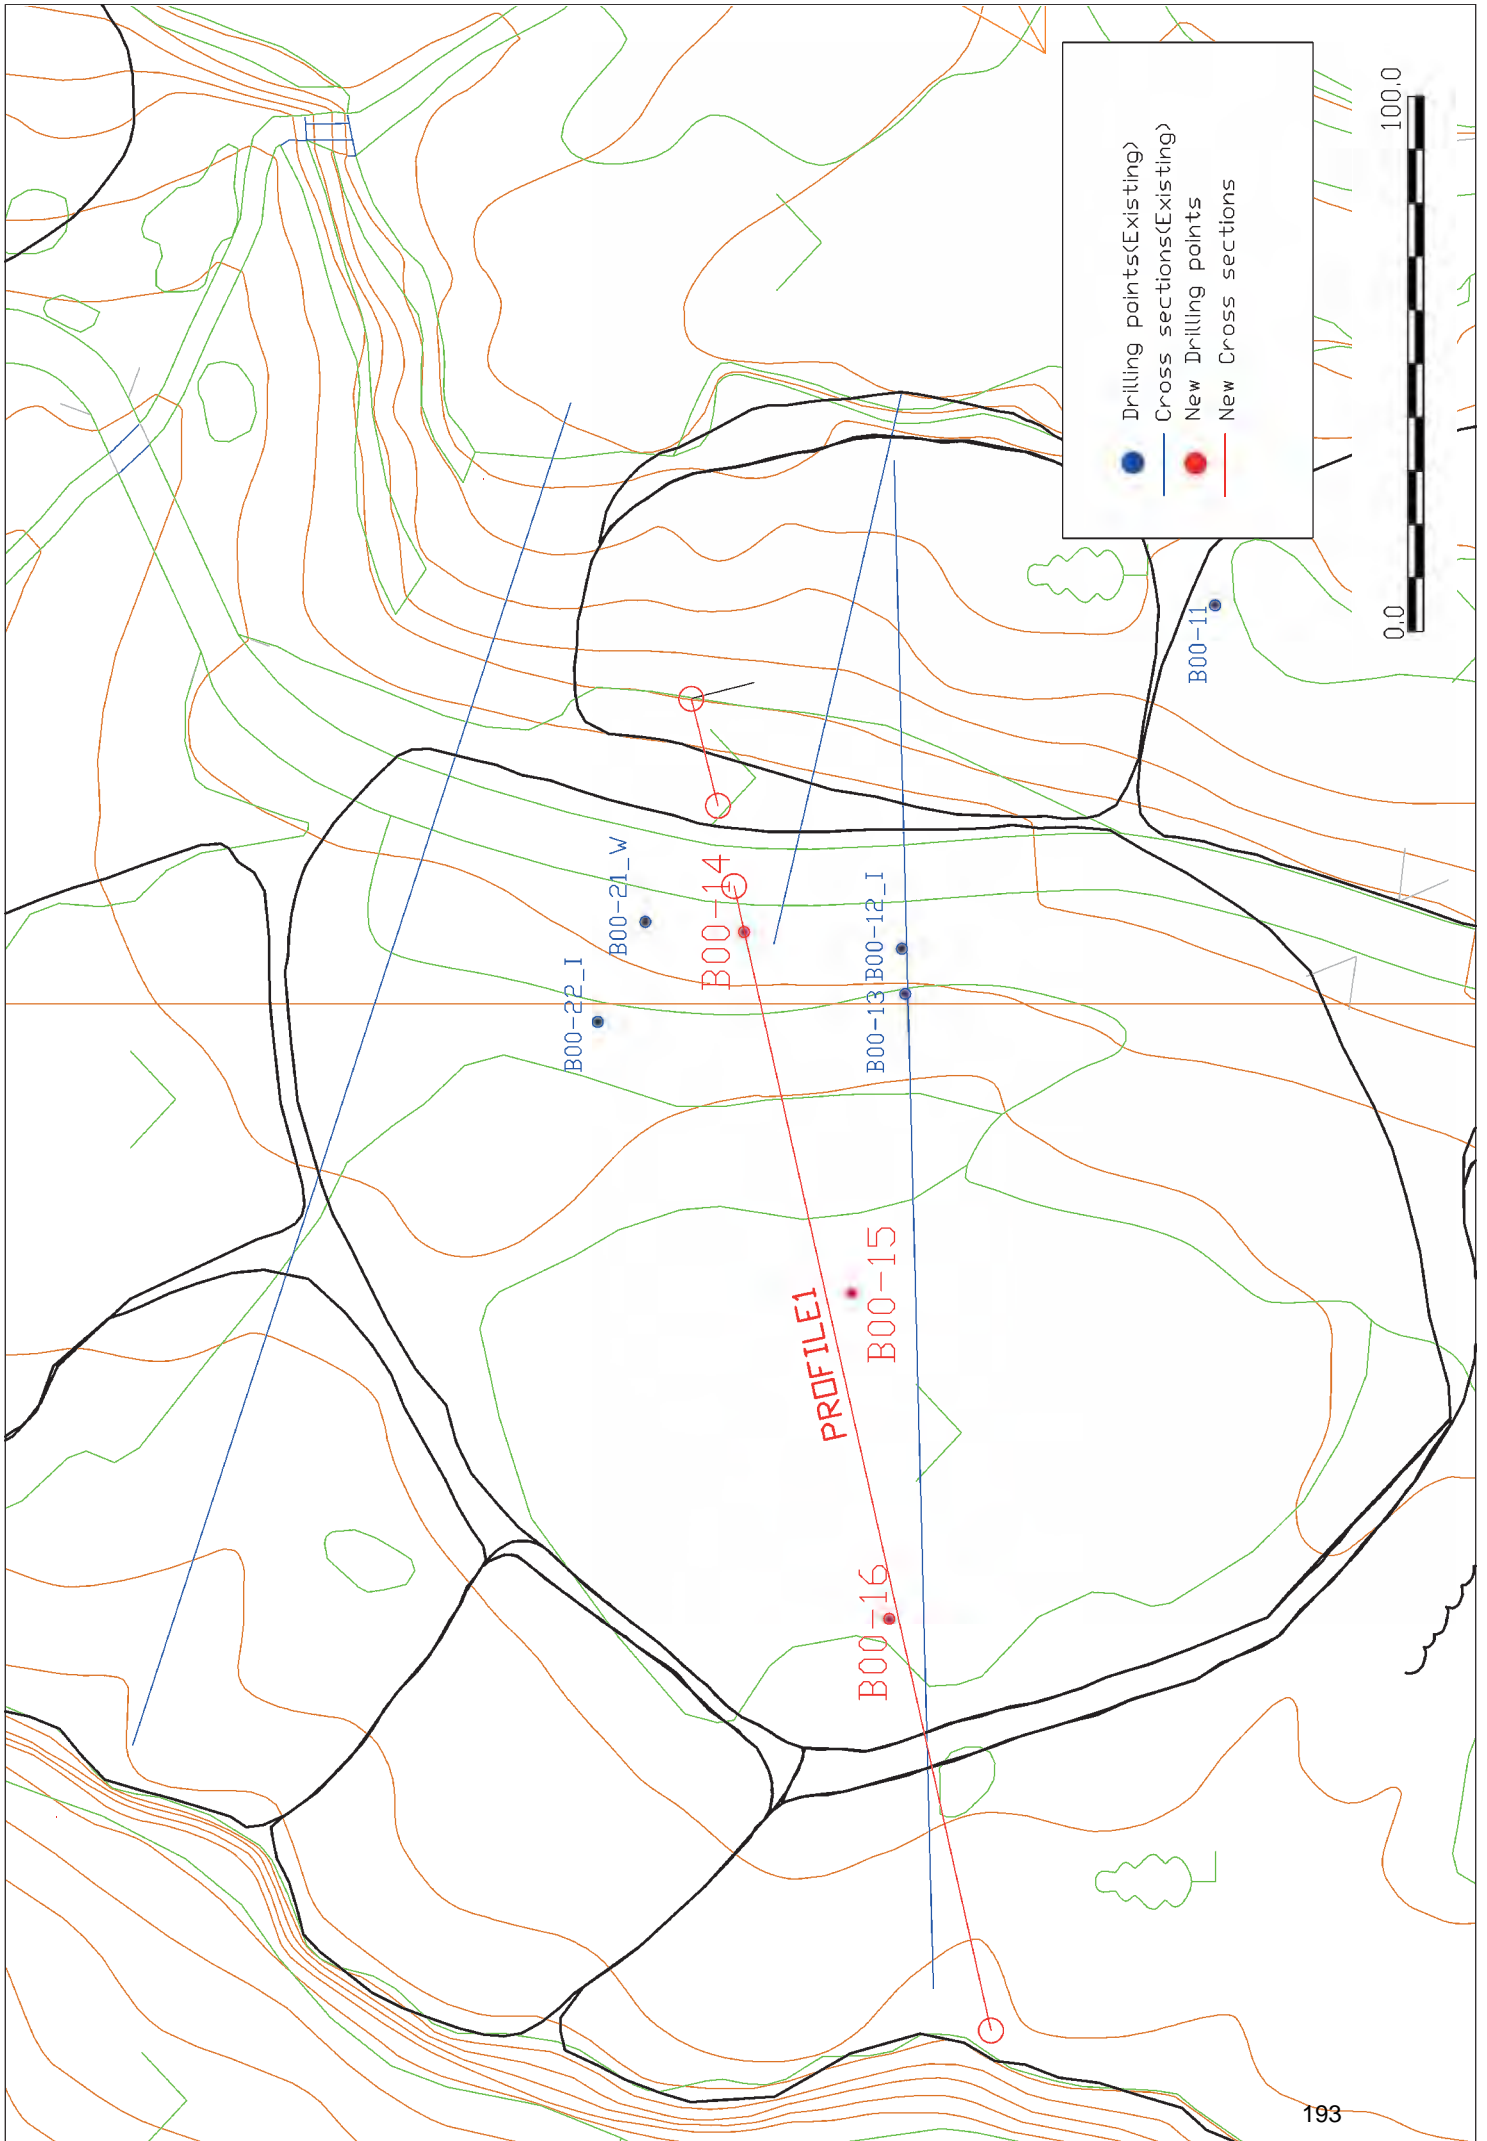 Drilling points(Existing)
Cross sections(Existing)
New Drilling points
New Cross sections
0.0
100.0
B00-11
B00-21_W
B00-22_I
B00-14
B00-12_I
B00-13
B00-15
PROFILE1
B00-16
193